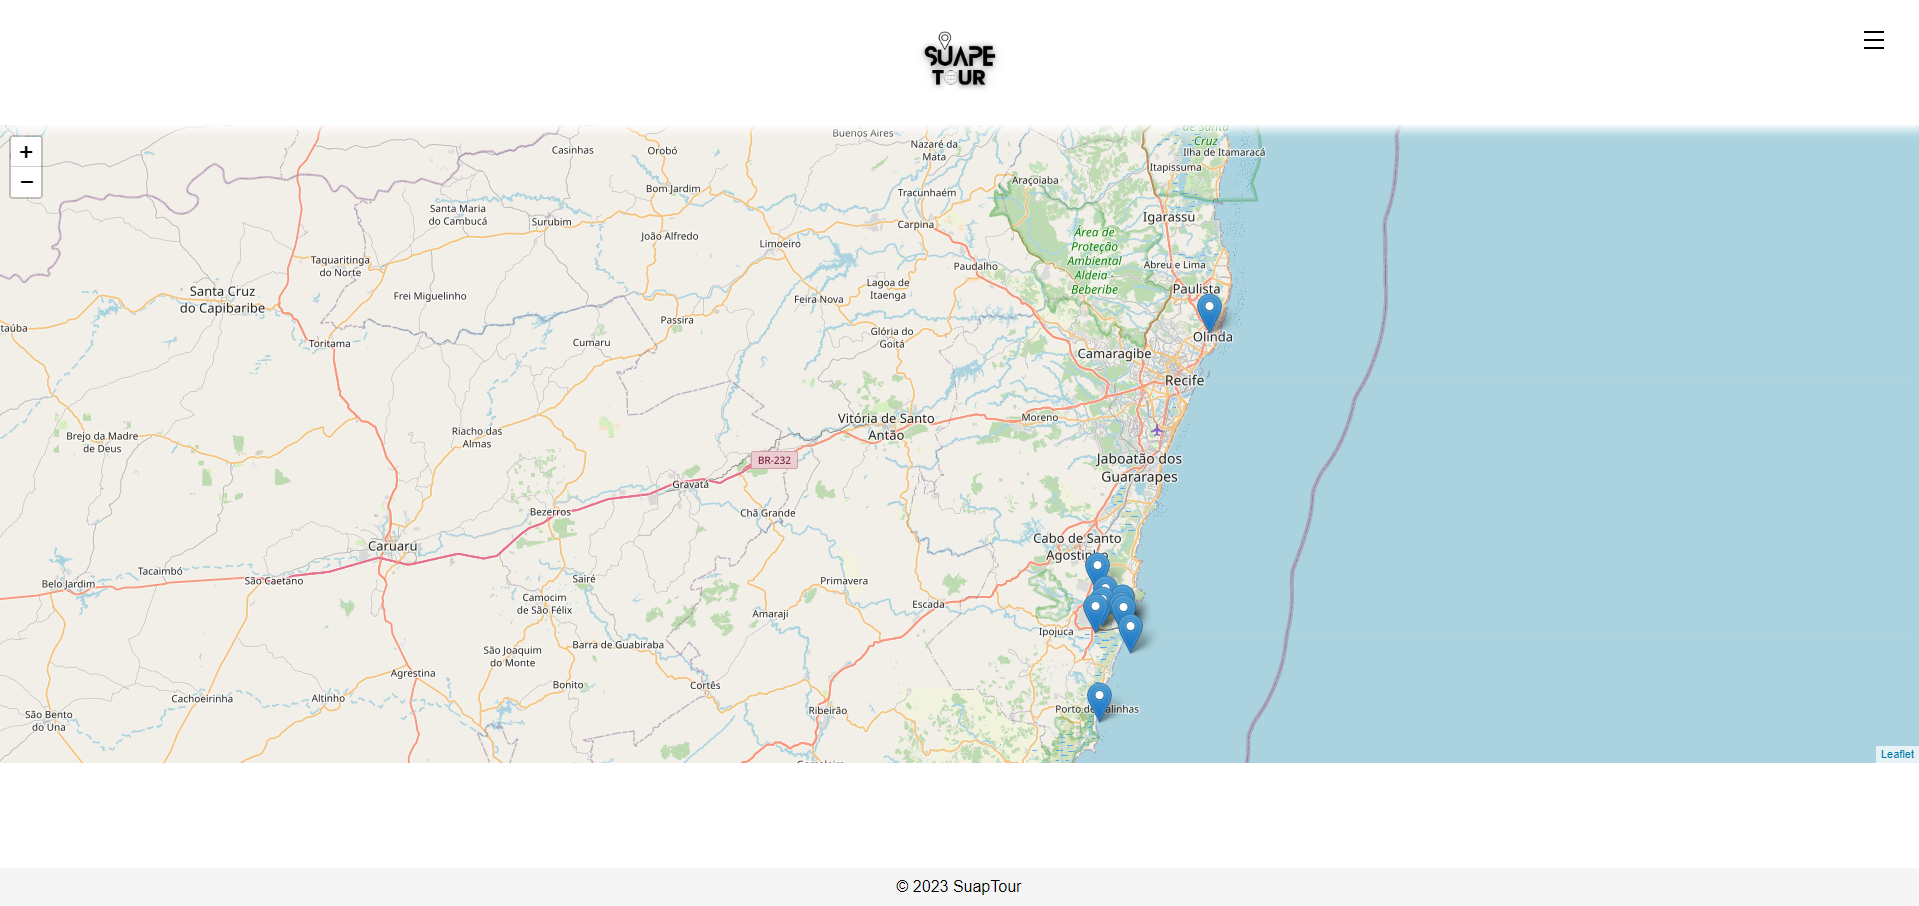 SUAPE
TOUR
+
−
Buenos Aires
Casinhas
Orobó
Nazaré da
Mata
de Santa
Cruz
Ilha de Itamaracá
Itapissuma
Araçoiaba
Bom Jardim
Tracunhaém
Santa Maria
do Cambucá
Surubim
Carpina
Igarassu
João Alfredo
Limoeiro
Área de
Proteção
Ambiental
Aldeia -
Beberibe
Taquaritinga
do Norte
Paudalho
Abreu e Lima
Santa Cruz
do Capibaribe
Frei Miguelinho
Feira Nova
Lagoa de
Itaenga
Paulista
taúba
Toritama
Passira
Cumaru
Glória do
Goitá
Olinda
Camaragibe
Recife
Brejo da Madre
de Deus
Riacho das
Almas
Vitória de Santo
Antão
Moreno
BR-232
Jaboatão dos
Guararapes
Gravatá
Bezerros
Chã Grande
Caruaru
Cabo de Santo
Agostinho
Belo Jardim
Tacaimbó
São Caetano
Sairé
Primavera
Camocim
de São Félix
Amaraji
Escada
Ipojuca
São Joaquim
do Monte
Barra de Guabiraba
Agrestina
Cachoeirinha
Altinho
Bonito
Cortês
Ribeirão
Porto de Galinhas
São Bento
do Una
Leaflet
© 2023 SuapTour